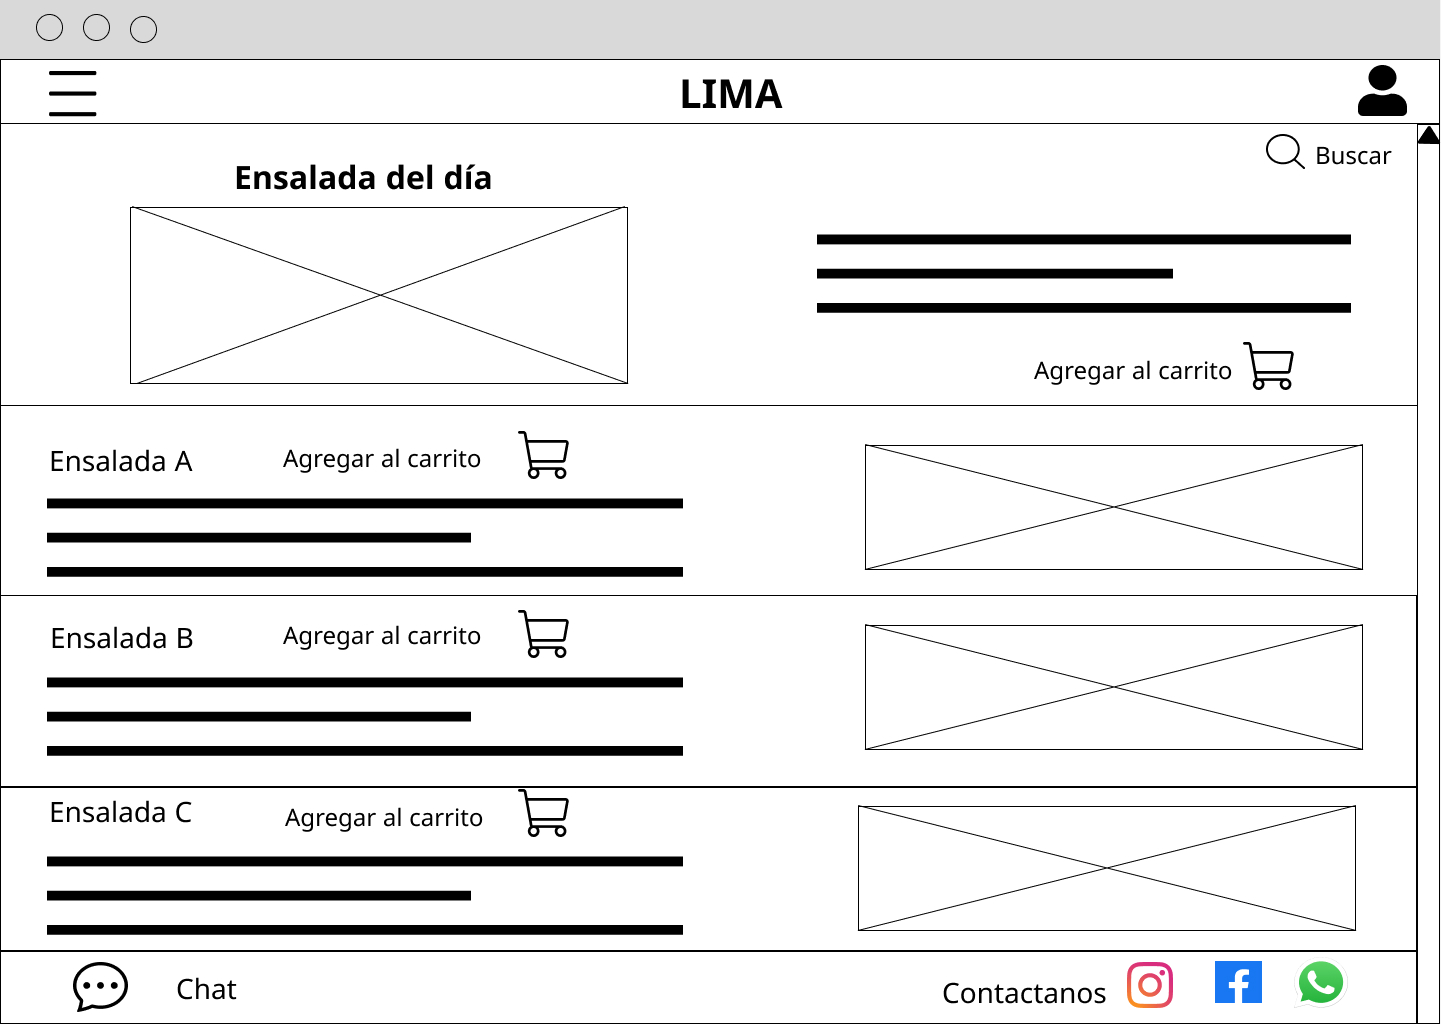 LIMA
Buscar
Ensalada del día
Agregar al carrito
Ensalada A
Agregar al carrito
Ensalada B
Agregar al carrito
Ensalada C
Agregar al carrito
Chat
Contactanos